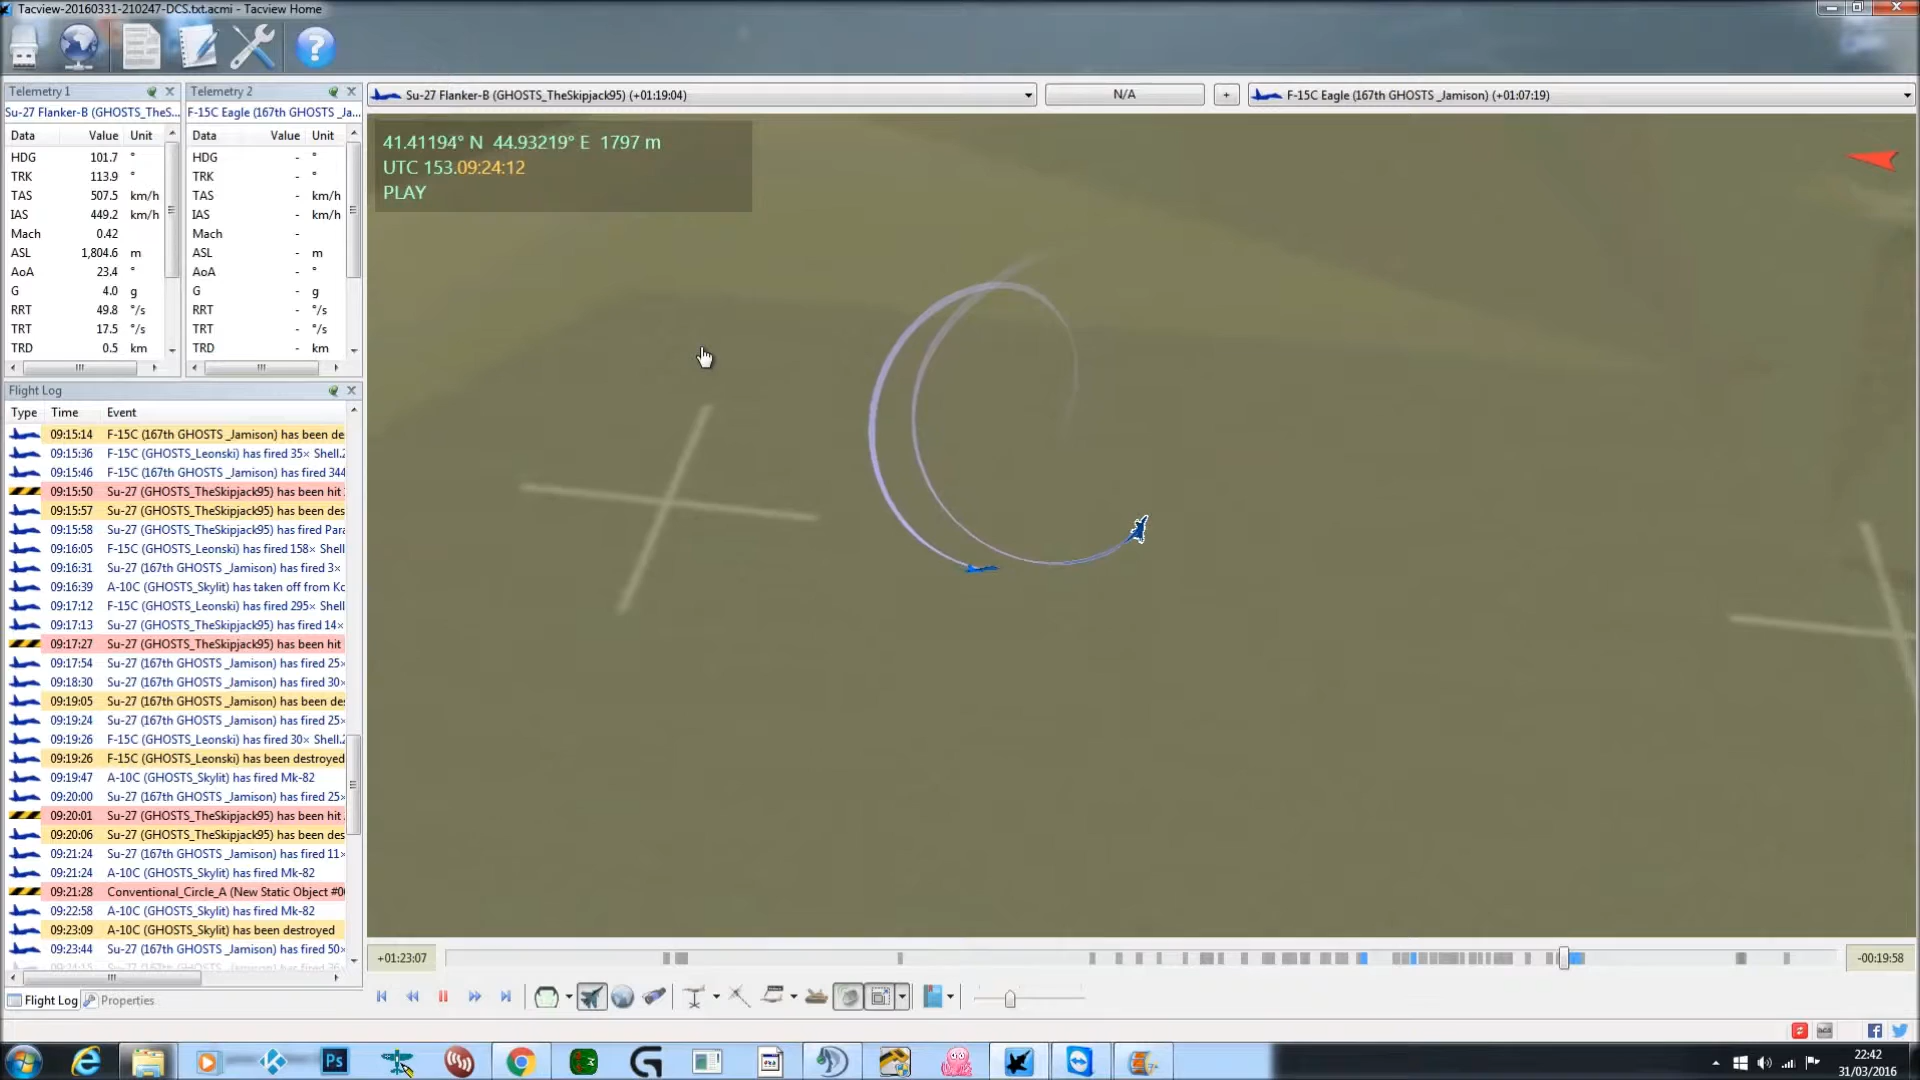 Tacview-20160331-210247-DCS.txt.acmi - Tacview Home
Telemetry 1
Telemetry 2
Su-27 Flanker-B (GHOSTS_TheSkipjack95) (+01:19:04)
N/A
+
F-15C Eagle (167th GHOSTS _Jamison) (+01:07:19)
Su-27 Flanker-B (GHOSTS_TheS...
F-15C Eagle (167th GHOSTS _Ja...
Data Value Unit
Data Value Unit
HDG 101.7 °
HDG - °
TRK 113.9 °
TRK - °
TAS 507.5 km/h
TAS - km/h
IAS 449.2 km/h
IAS - km/h
Mach 0.42
Mach -
ASL 1,804.6 m
ASL - m
AoA 23.4 °
AoA - °
G 4.0 g
G - g
RRT 49.8 °/s
RRT - °/s
TRT 17.5 °/s
TRT - °/s
TRD 0.5 km
TRD - km
41.41194° N 44.93219° E 1797 m
UTC 153.09:24:12
PLAY
Flight Log
Type Time Event
09:15:14 F-15C (167th GHOSTS _Jamison) has been de
09:15:36 F-15C (GHOSTS_Leonski) has fired 35× Shell.
09:15:46 F-15C (167th GHOSTS _Jamison) has fired 344
09:15:50 Su-27 (GHOSTS_TheSkipjack95) has been hit
09:15:57 Su-27 (GHOSTS_TheSkipjack95) has been des
09:15:58 Su-27 (GHOSTS_TheSkipjack95) has fired Para
09:16:05 F-15C (GHOSTS_Leonski) has fired 158× Shell
09:16:31 Su-27 (167th GHOSTS _Jamison) has fired 3×
09:16:39 A-10C (GHOSTS_Skylit) has taken off from Ko
09:17:12 F-15C (GHOSTS_Leonski) has fired 295× Shell
09:17:13 Su-27 (GHOSTS_TheSkipjack95) has fired 14×
09:17:27 Su-27 (GHOSTS_TheSkipjack95) has been hit
09:17:54 Su-27 (167th GHOSTS _Jamison) has fired 25×
09:18:30 Su-27 (167th GHOSTS _Jamison) has fired 30×
09:19:05 Su-27 (167th GHOSTS _Jamison) has been des
09:19:24 Su-27 (167th GHOSTS _Jamison) has fired 25×
09:19:26 F-15C (GHOSTS_Leonski) has fired 30× Shell.
09:19:26 F-15C (GHOSTS_Leonski) has been destroyed
09:19:47 A-10C (GHOSTS_Skylit) has fired Mk-82
09:20:00 Su-27 (167th GHOSTS _Jamison) has fired 25×
09:20:01 Su-27 (GHOSTS_TheSkipjack95) has been hit
09:20:06 Su-27 (GHOSTS_TheSkipjack95) has been des
09:21:24 Su-27 (167th GHOSTS _Jamison) has fired 11×
09:21:24 A-10C (GHOSTS_Skylit) has fired Mk-82
09:21:28 Conventional_Circle_A (New Static Object #0
09:22:58 A-10C (GHOSTS_Skylit) has fired Mk-82
09:23:09 A-10C (GHOSTS_Skylit) has been destroyed
09:23:44 Su-27 (167th GHOSTS _Jamison) has fired 50×
+01:23:07
-00:19:58
Flight Log
Properties
Ps
22:42
31/03/2016